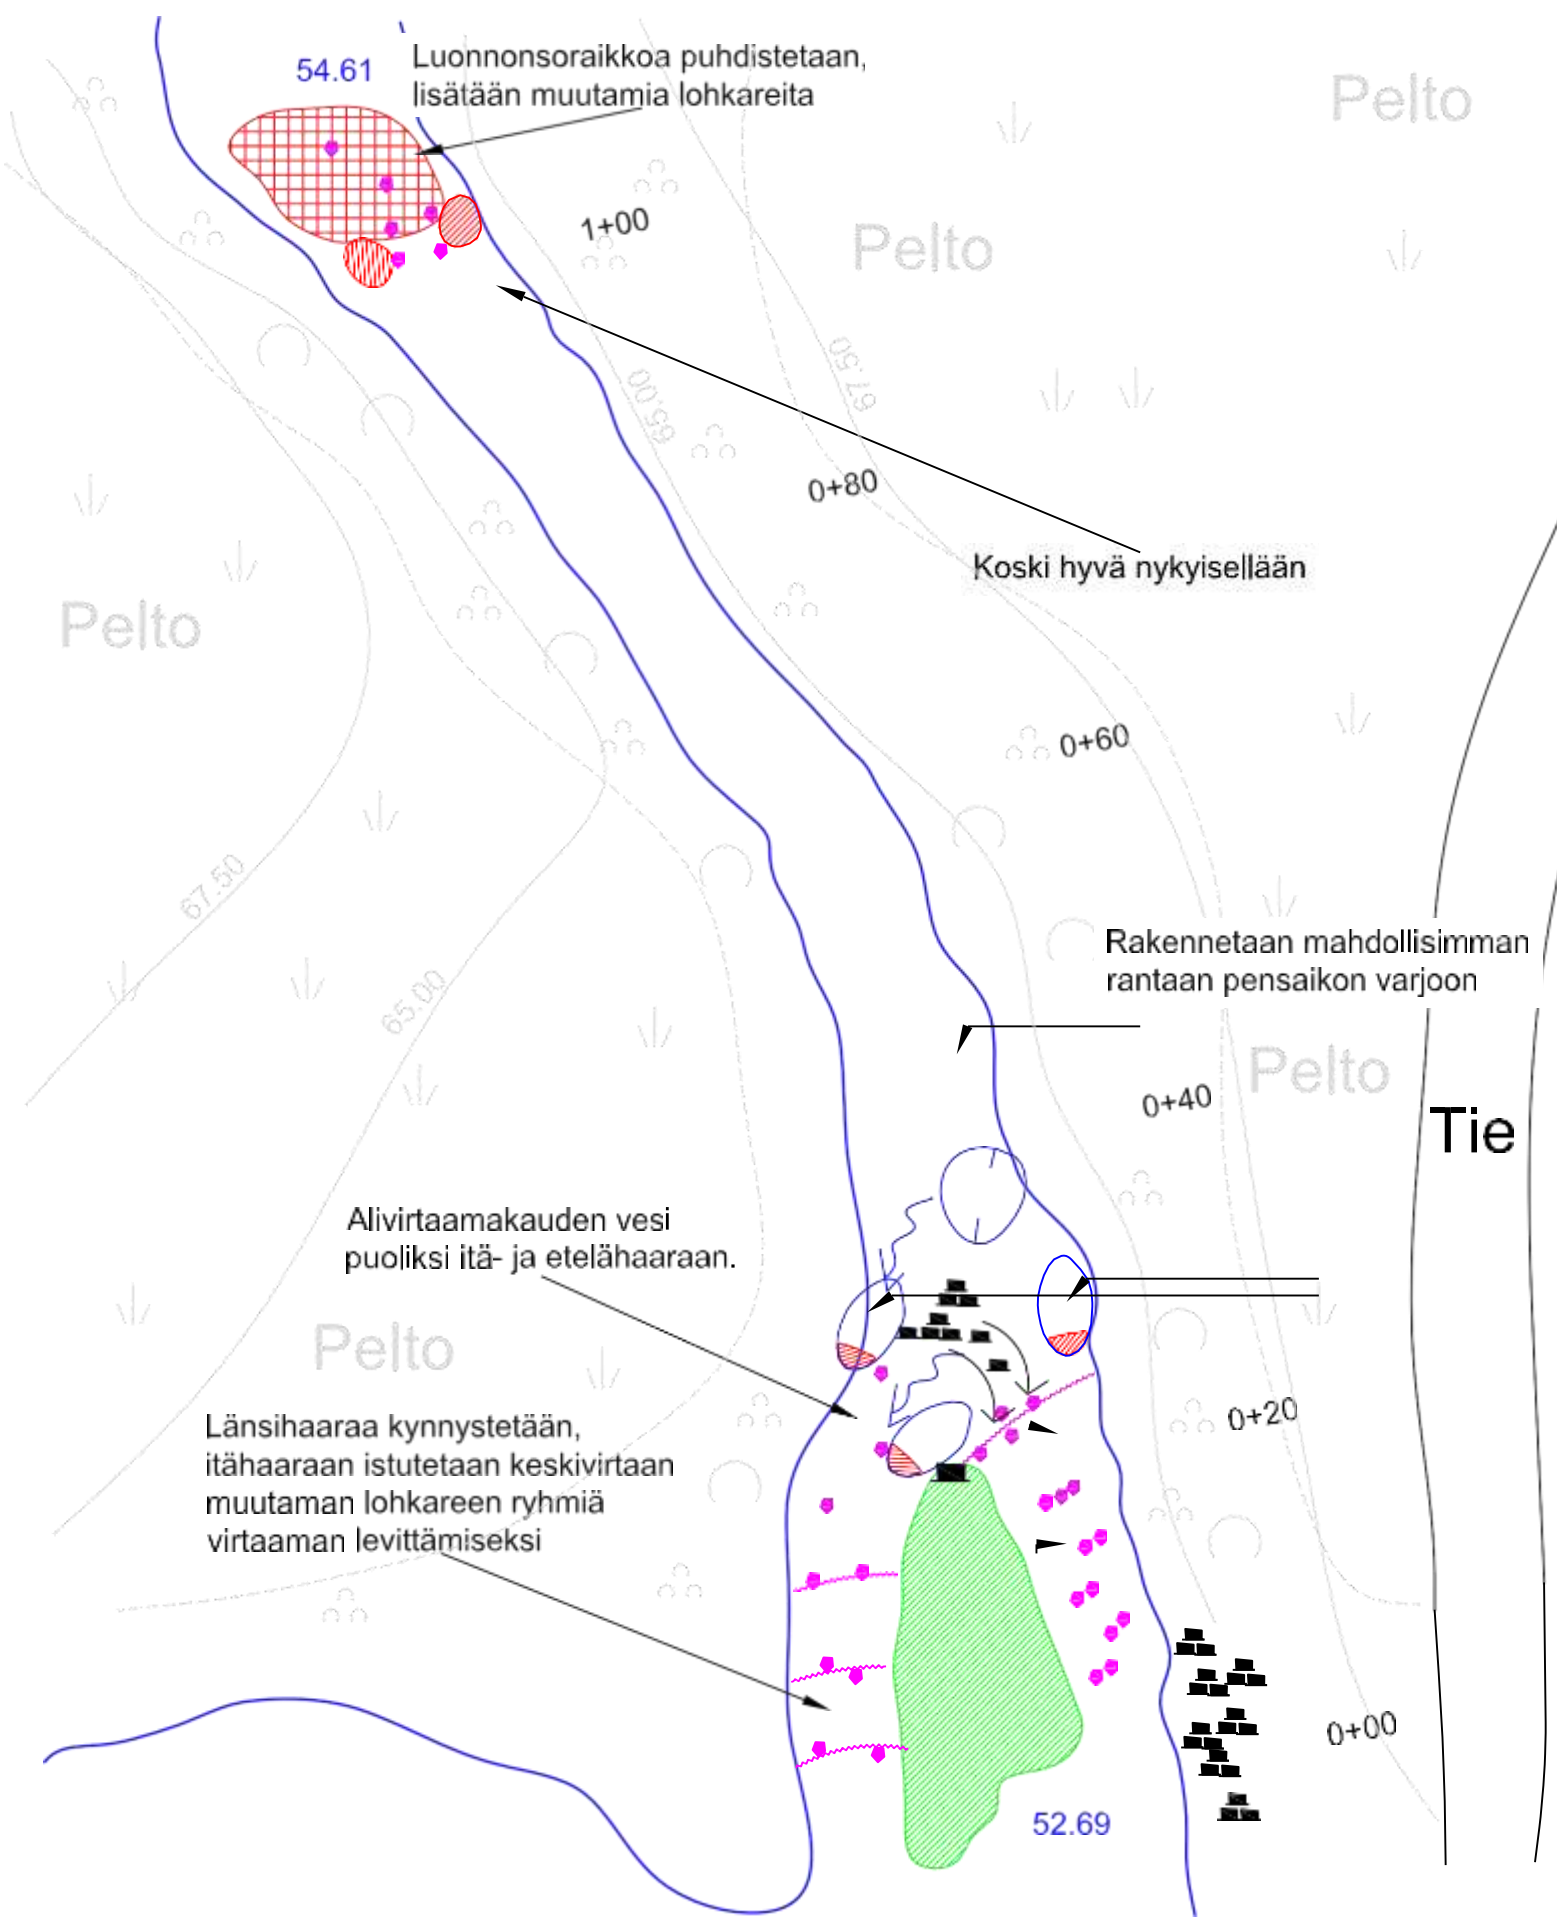 54.61
Luonnonsoraikkoa puhdistetaan,
lisätään muutamia lohkareita
Pelto
1+00
Pelto
67.50
65.00
0+80
Koski hyvä nykyisellään
Pelto
0+60
67.50
Rakennetaan mahdollisimman
rantaan pensaikon varjoon
65.00
Pelto
0+40
Tie
Alivirtaamakauden vesi
puoliksi itä- ja etelähaaraan.
Pelto
Länsihaaraa kynnystetään,
itähaaraan istutetaan keskivirtaan
muutaman lohkareen ryhmiä
virtaaman levittämiseksi
0+20
0+00
52.69